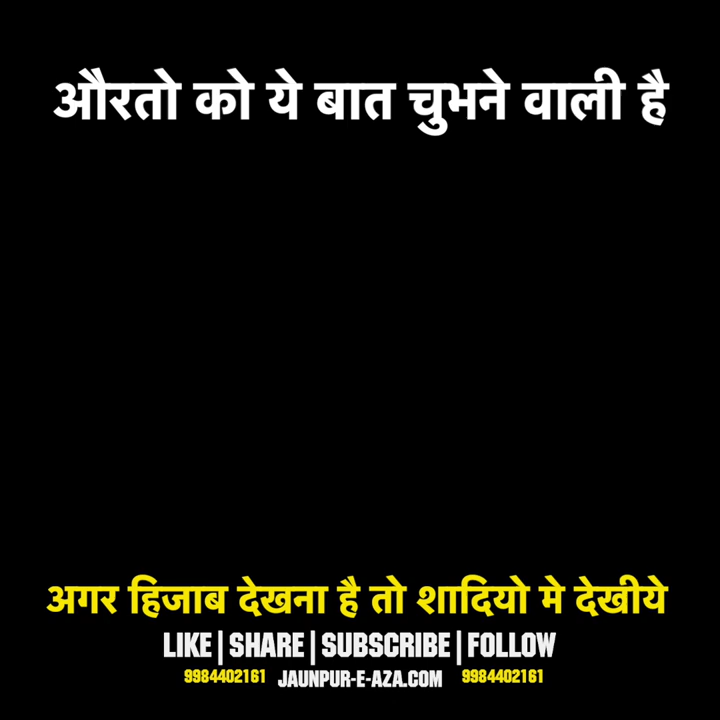 औरतो को ये बात चुभने वाली है
अगर हिजाब देखना है तो शादियो मे देखीये
LIKE | SHARE | SUBSCRIBE | FOLLOW
9984402161 JAUNPUR-E-AZA.COM 9984402161